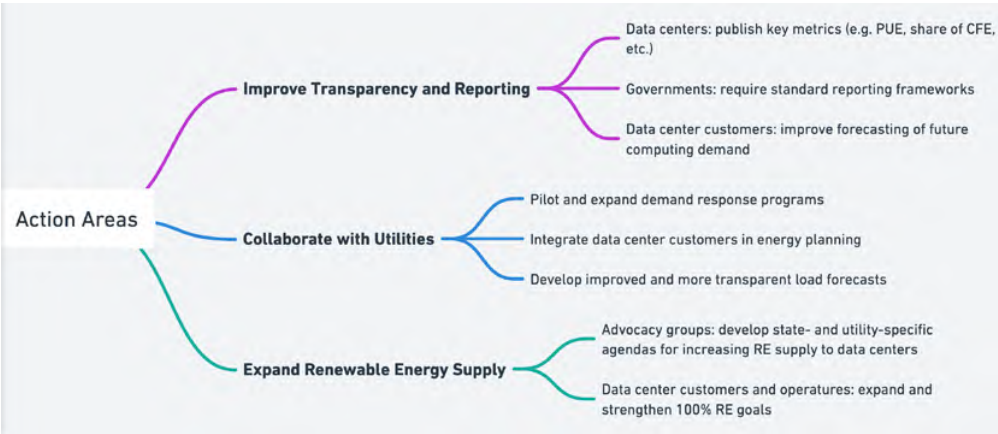 Action Areas
Improve Transparency and Reporting
Data centers: publish key metrics (e.g. PUE, share of CFE,
etc.)
Governments: require standard reporting frameworks
Data center customers: improve forecasting of future
computing demand
Collaborate with Utilities
Pilot and expand demand response programs
Integrate data center customers in energy planning
Develop improved and more transparent load forecasts
Expand Renewable Energy Supply
Advocacy groups: develop state- and utility-specific
agendas for increasing RE supply to data centers
Data center customers and operatures: expand and
strengthen 100% RE goals